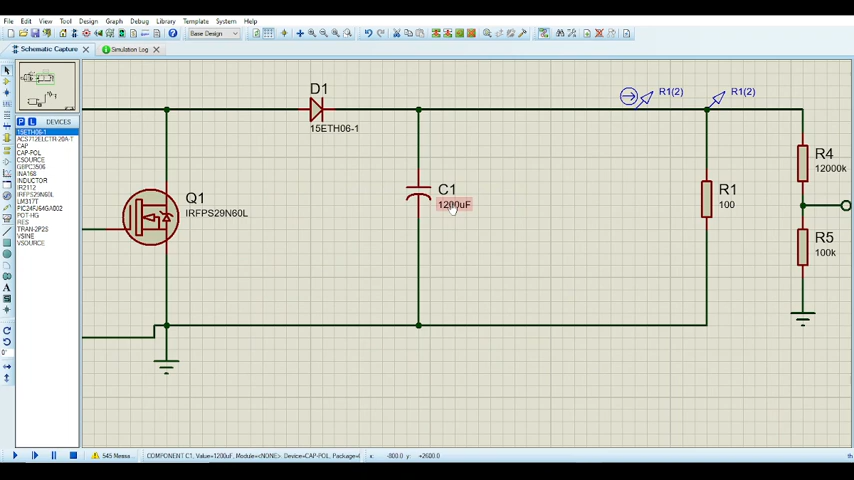 File Edit View Tool Design Graph Debug Library Template System Help
Base Design
Schematic Capture
Simulation Log
P L DEVICES
15ETH06-1
ACS712ELCTR-20A-T
CAP
CAP-POL
CSOURCE
GBPC3506
INA168
INDUCTOR
IR2112
IRFPS29N60L
LM317T
PIC24FJ64GA002
POT-HG
RES
TRAN-2P2S
VSINE
VSOURCE
D1
15ETH06-1
R1(2)
R1(2)
R4
12000k
C1
1200uF
Q1
IRFPS29N60L
R1
100
R5
100k
0°
545 Messa...
COMPONENT C1, Value=1200uF, Module=<NONE>, Device=CAP-POL, Package=
x: -800.0 y: +2600.0
th